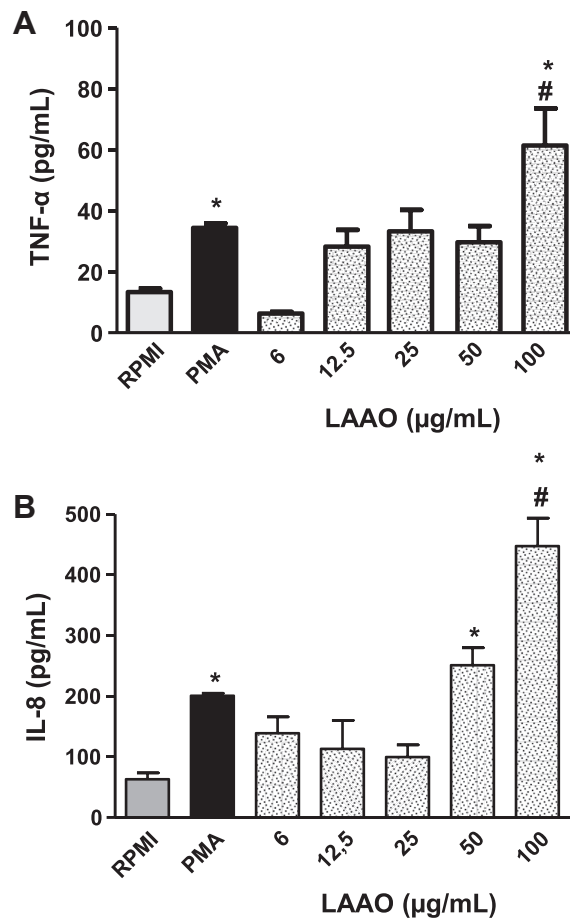 A
TNF-α (pg/mL)
100
80
60
40
20
0
*
*
#
RPMI PMA 6 12.5 25 50 100
LAAO (µg/mL)
B
IL-8 (pg/mL)
500
400
300
200
100
0
*
*
*
#
RPMI PMA 6 12,5 25 50 100
LAAO (µg/mL)